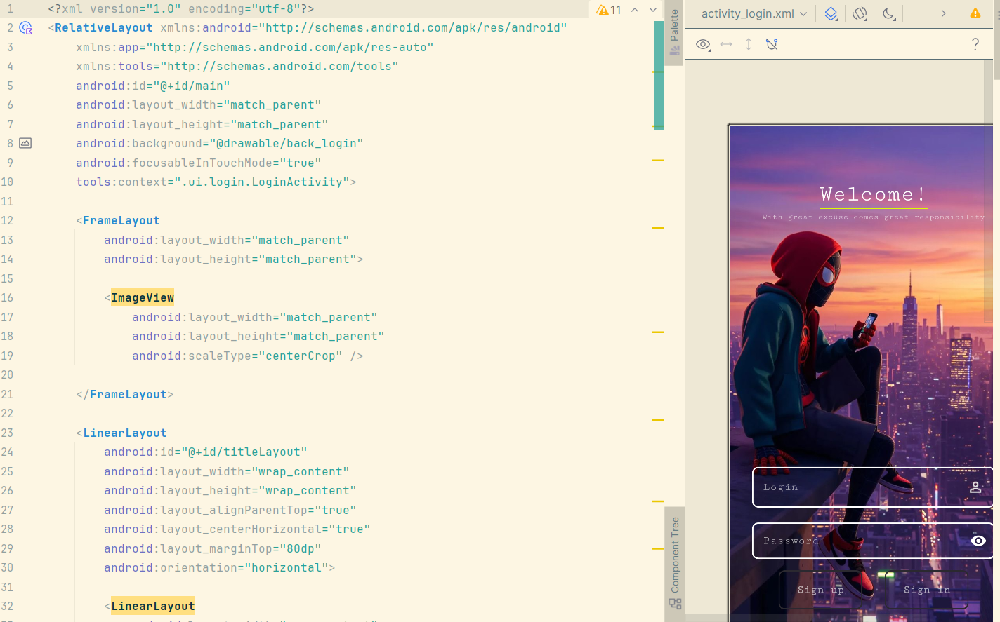 1 <?xml version="1.0" encoding="utf-8"?>
11
2 <RelativeLayout xmlns:android="http://schemas.android.com/apk/res/android"
3 xmlns:app="http://schemas.android.com/apk/res-auto"
4 xmlns:tools="http://schemas.android.com/tools"
5 android:id="@+id/main"
6 android:layout_width="match_parent"
7 android:layout_height="match_parent"
8 android:background="@drawable/back_login"
9 android:focusableInTouchMode="true"
10 tools:context=".ui.login.LoginActivity">
11
12 <FrameLayout
13 android:layout_width="match_parent"
14 android:layout_height="match_parent">
15
16 <ImageView
17 android:layout_width="match_parent"
18 android:layout_height="match_parent"
19 android:scaleType="centerCrop" />
20
21 </FrameLayout>
22
23 <LinearLayout
24 android:id="@+id/titleLayout"
25 android:layout_width="wrap_content"
26 android:layout_height="wrap_content"
27 android:layout_alignParentTop="true"
28 android:layout_centerHorizontal="true"
29 android:layout_marginTop="80dp"
30 android:orientation="horizontal">
31
32 <LinearLayout
Palette
Component Tree
activity_login.xml
?
Welcome!
With great excuse comes great responsibility
Login
Password
Sign up
Sign in